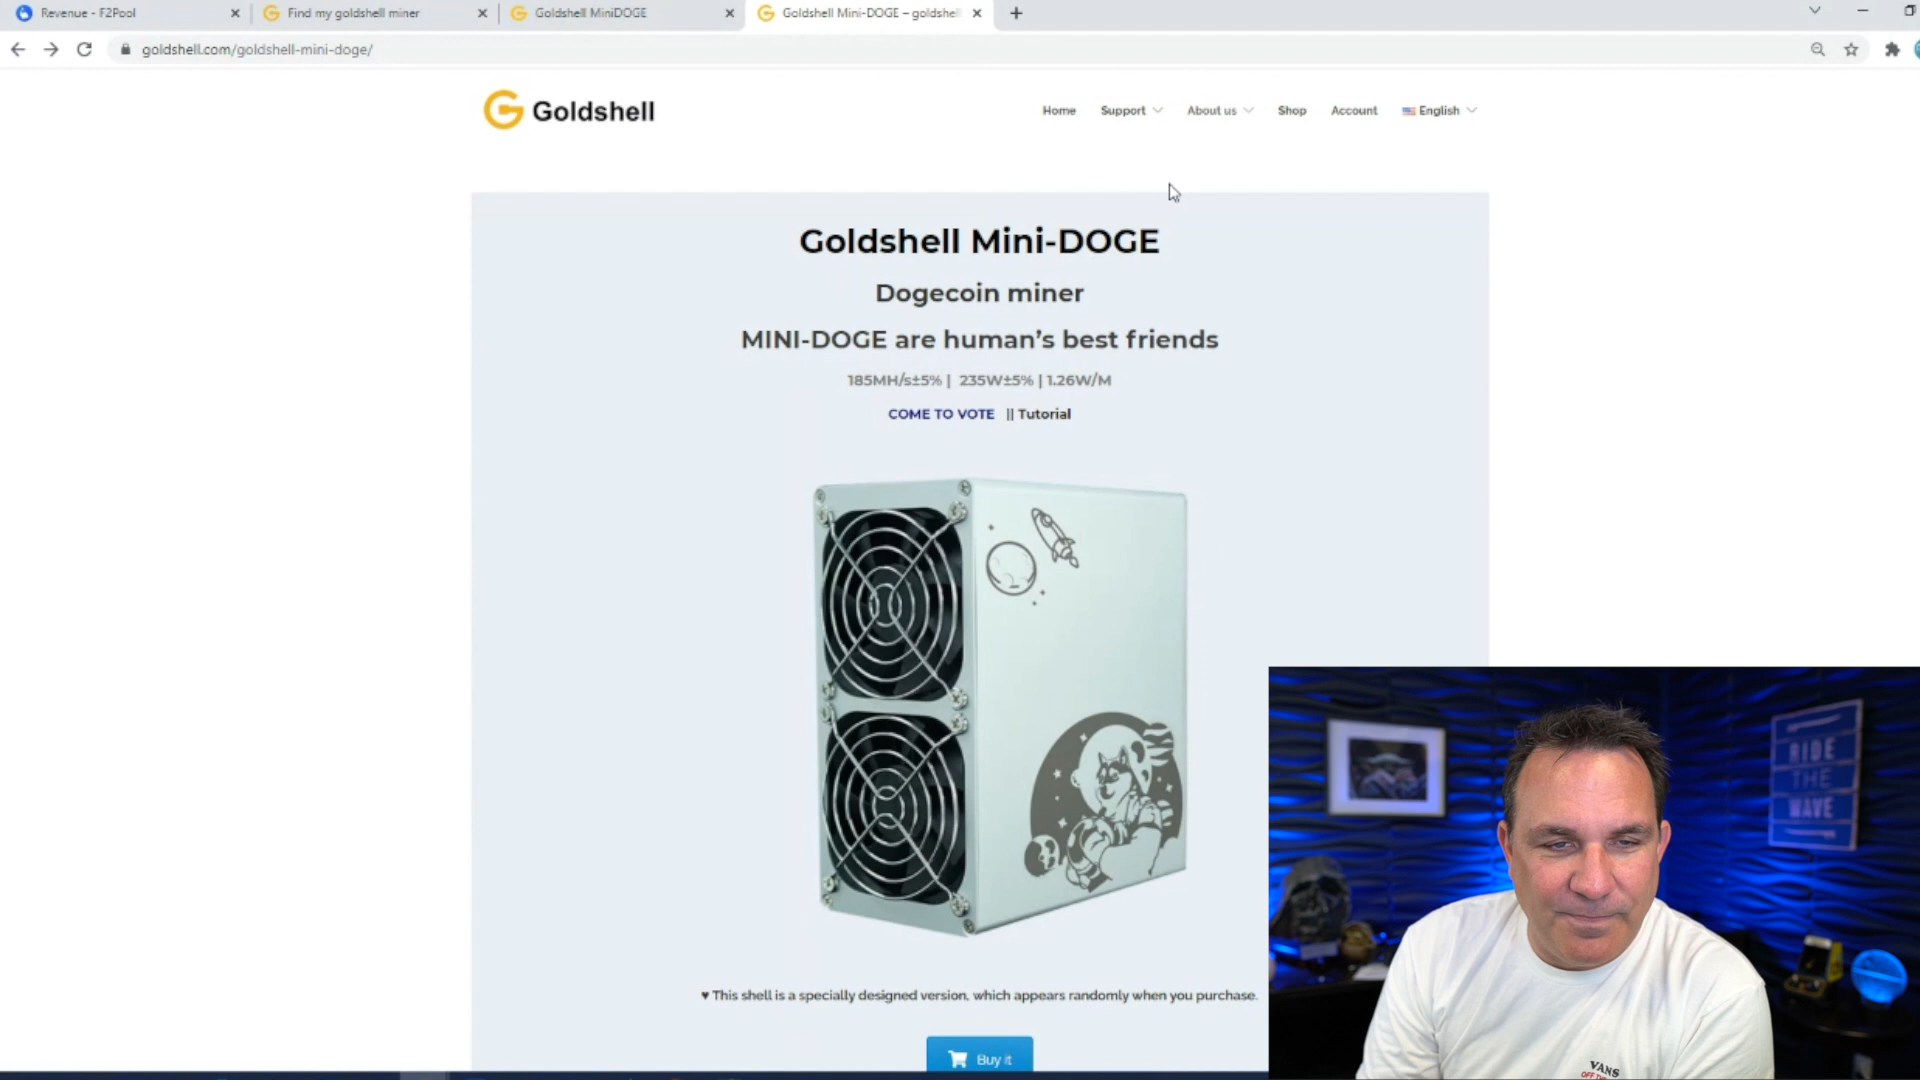 Revenue - F2Pool
Find my goldshell miner
Goldshell MiniDOGE
Goldshell Mini-DOGE – goldshel
goldshell.com/goldshell-mini-doge/
Goldshell
Home
Support
About us
Shop
Account
English
Goldshell Mini-DOGE
Dogecoin miner
MINI-DOGE are human’s best friends
185MH/s±5% | 235W±5% | 1.26W/M
COME TO VOTE || Tutorial
♥ This shell is a specially designed version, which appears randomly when you purchase.
Buy it
RIDE
THE
WAVE
VANS